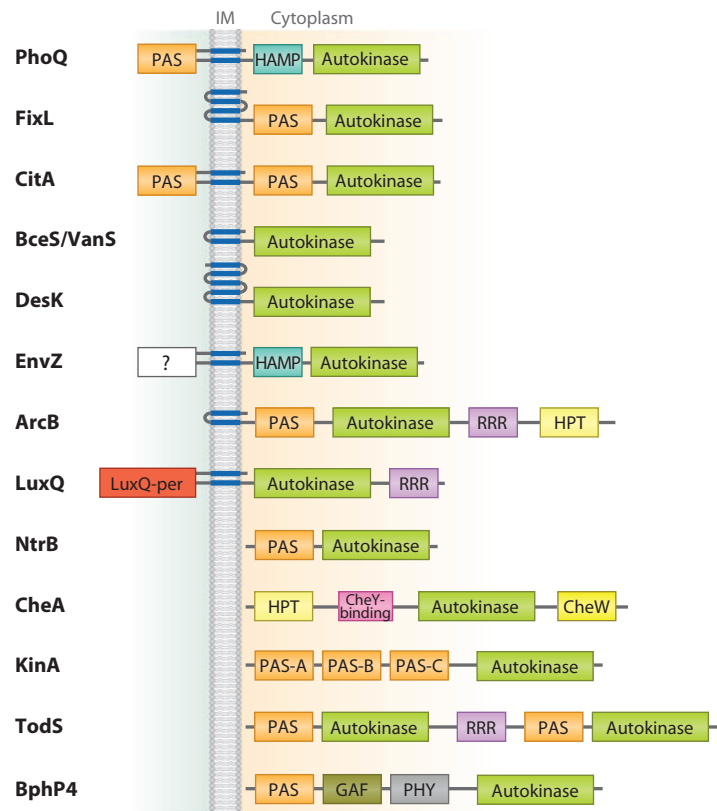 IM Cytoplasm
PhoQ PAS HAMP Autokinase
FixL PAS Autokinase
CitA PAS PAS Autokinase
BceS/VanS Autokinase
DesK Autokinase
EnvZ ? HAMP Autokinase
ArcB PAS Autokinase RRR HPT
LuxQ LuxQ-per Autokinase RRR
NtrB PAS Autokinase
CheA HPT CheY-binding Autokinase CheW
KinA PAS-A PAS-B PAS-C Autokinase
TodS PAS Autokinase RRR PAS Autokinase
BphP4 PAS GAF PHY Autokinase